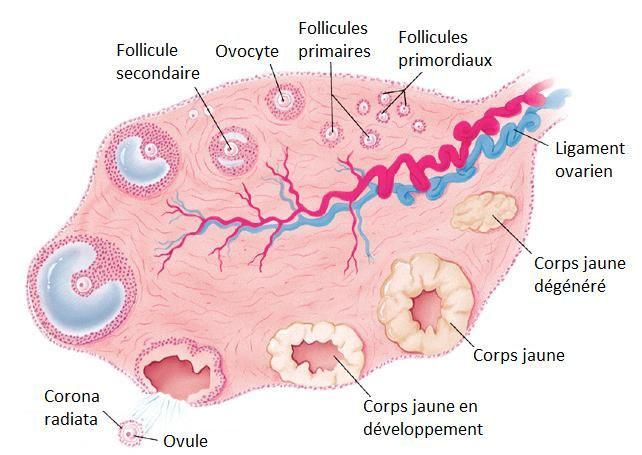 Follicule
secondaire
Ovocyte
Follicules
primaires
Follicules
primordiaux
Ligament
ovarien
Corps jaune
dégénéré
Corps jaune
Corps jaune en
développement
Corona
radiata
Ovule